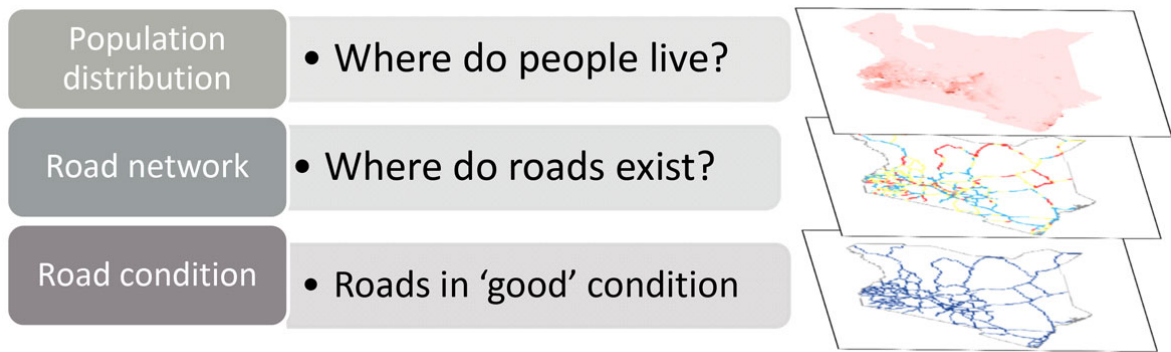 Population
distribution
• Where do people live?
Road network
• Where do roads exist?
Road condition
• Roads in ‘good’ condition